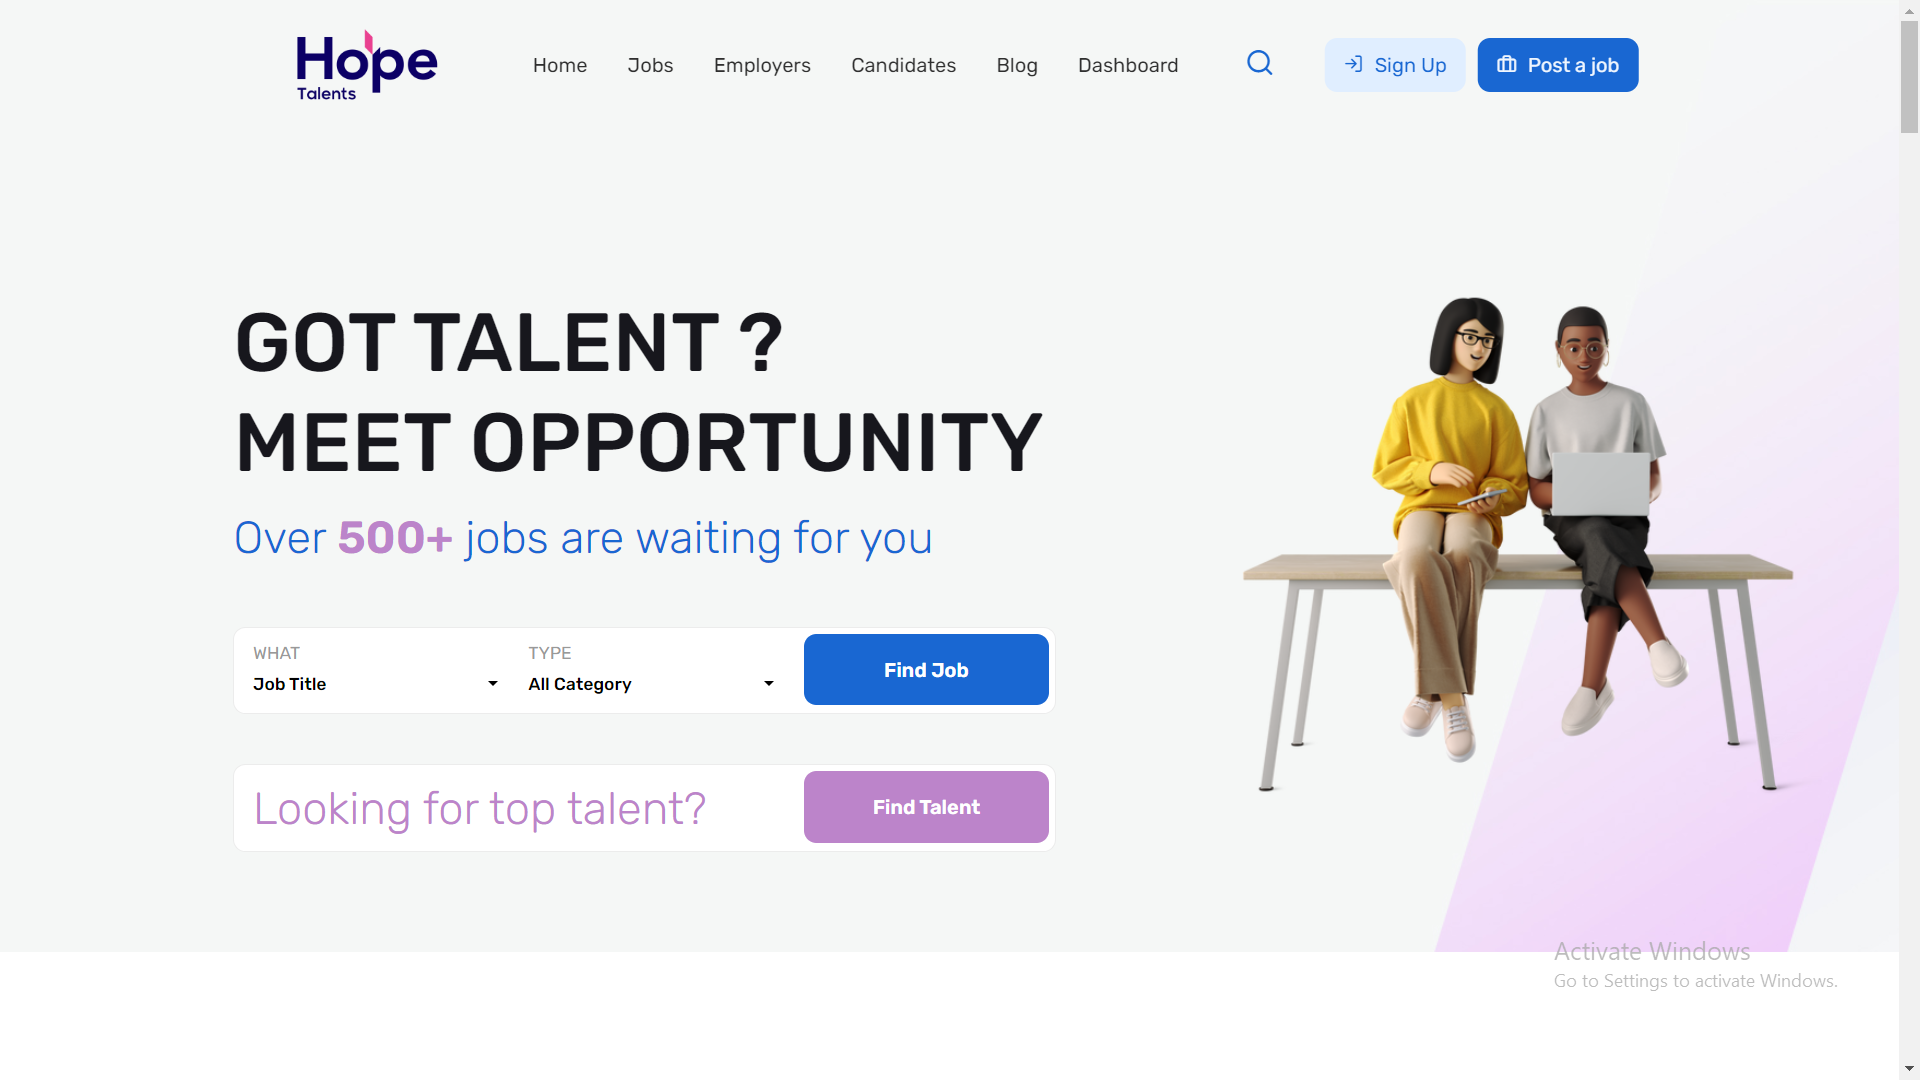 Hope
Talents
Home
Jobs
Employers
Candidates
Blog
Dashboard
Sign Up
Post a job
GOT TALENT ?
MEET OPPORTUNITY
Over 500+ jobs are waiting for you
WHAT
Job Title
TYPE
All Category
Find Job
Looking for top talent?
Find Talent
Activate Windows
Go to Settings to activate Windows.